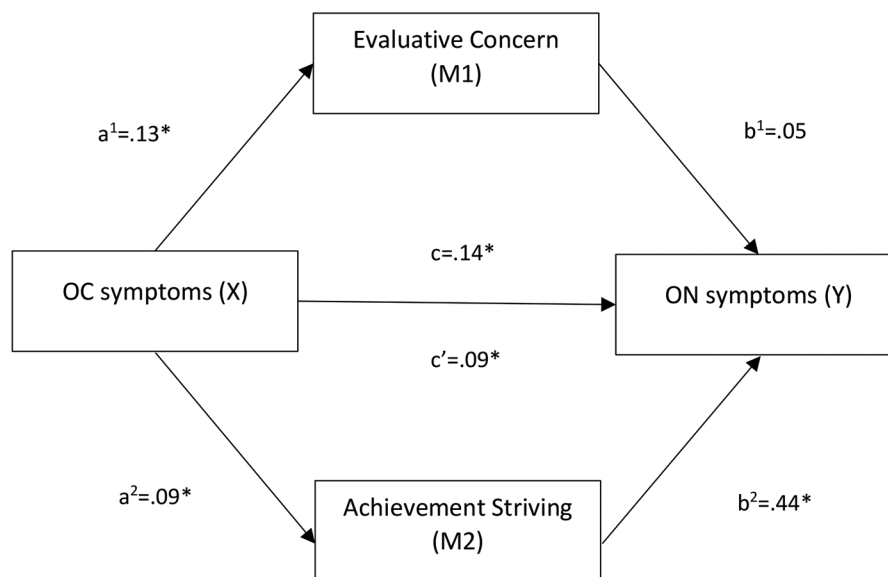 Evaluative Concern
(M1)
a¹=.13*
b¹=.05
c=.14*
OC symptoms (X)
ON symptoms (Y)
c’=.09*
a²=.09*
Achievement Striving
(M2)
b²=.44*